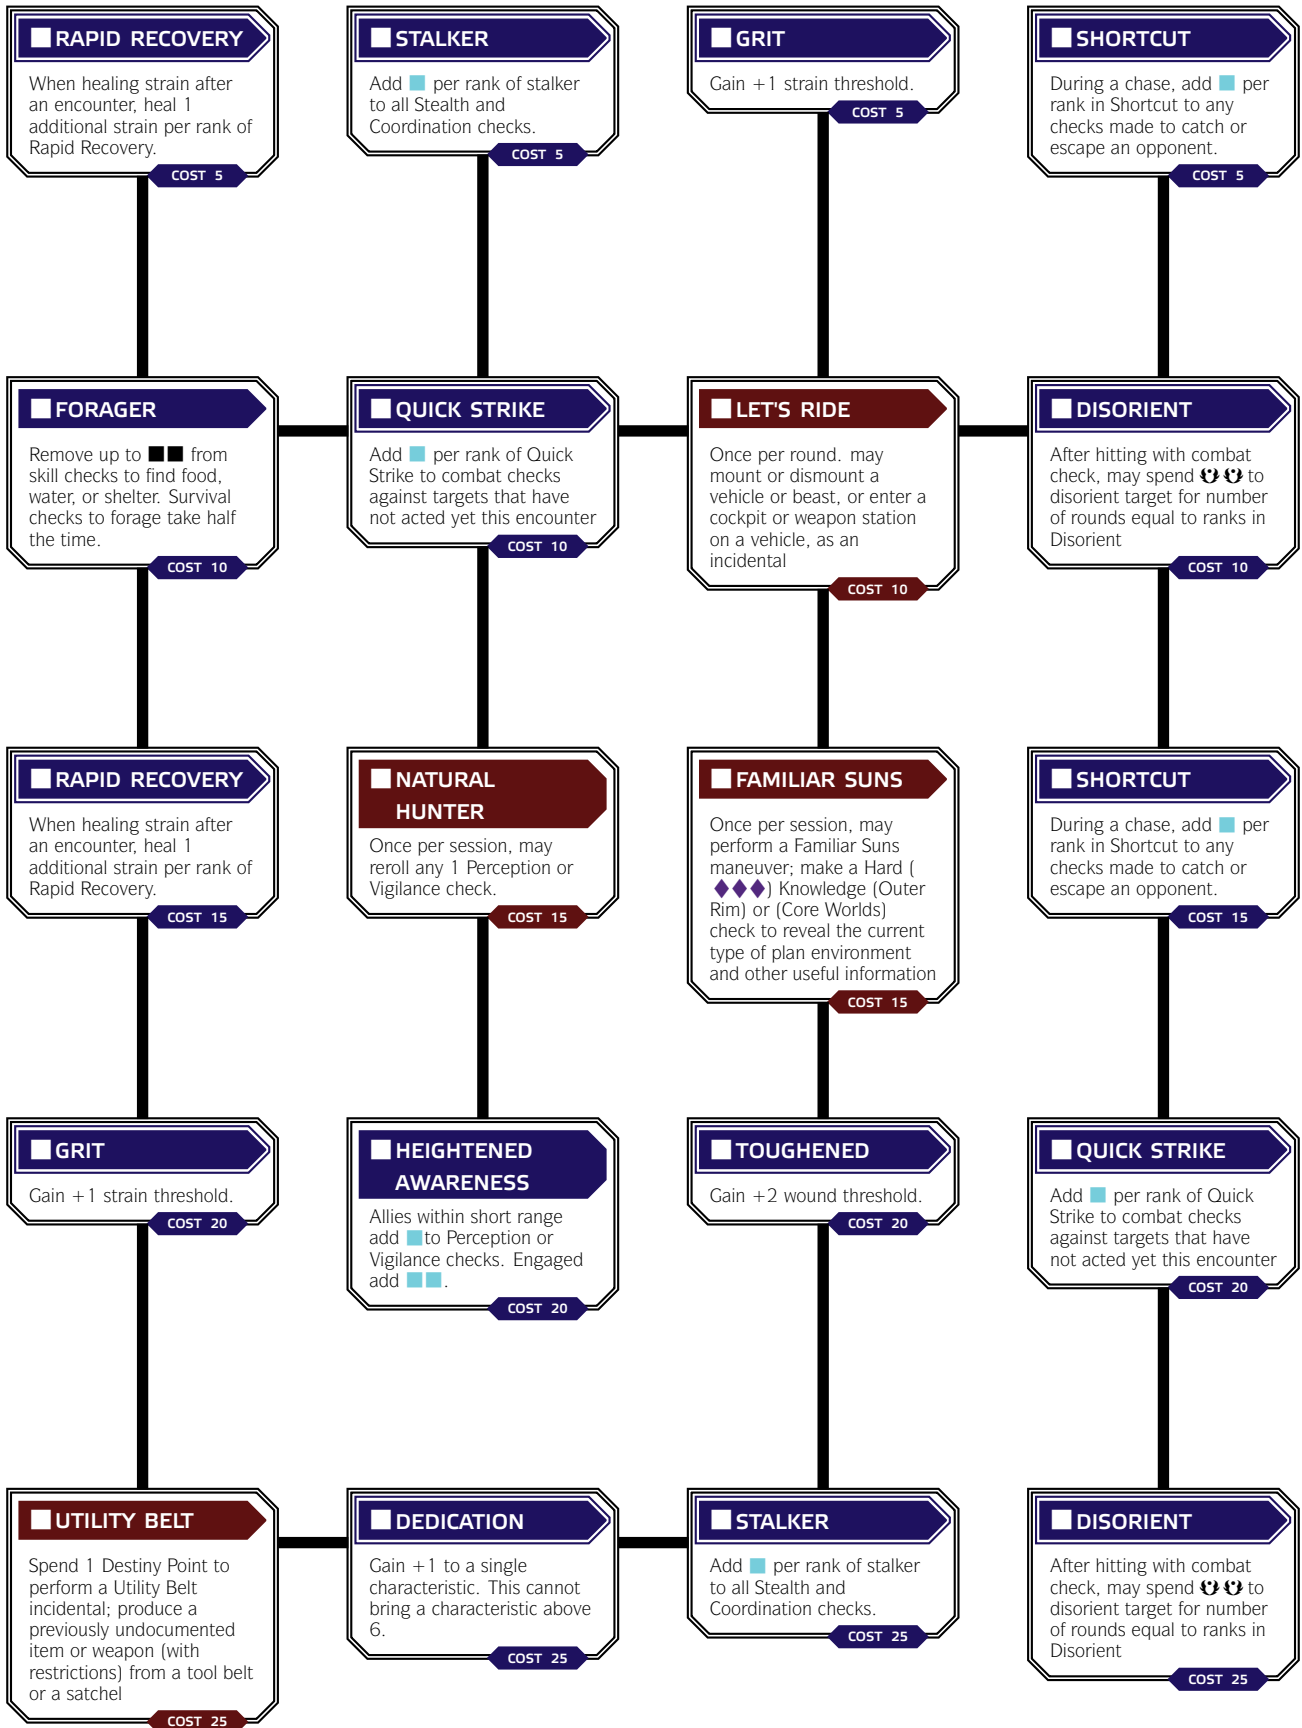 RAPID RECOVERY
When healing strain after
an encounter, heal 1
additional strain per rank of
Rapid Recovery.
COST 5
STALKER
Add per rank of stalker
to all Stealth and
Coordination checks.
COST 5
GRIT
Gain +1 strain threshold.
COST 5
SHORTCUT
During a chase, add per
rank in Shortcut to any
checks made to catch or
escape an opponent.
COST 5
FORAGER
Remove up to from
skill checks to find food,
water, or shelter. Survival
checks to forage take half
the time.
COST 10
QUICK STRIKE
Add per rank of Quick
Strike to combat checks
against targets that have
not acted yet this encounter
COST 10
LET'S RIDE
Once per round. may
mount or dismount a
vehicle or beast, or enter a
cockpit or weapon station
on a vehicle, as an
incidental
COST 10
DISORIENT
After hitting with combat
check, may spend to
disorient target for number
of rounds equal to ranks in
Disorient
COST 10
RAPID RECOVERY
When healing strain after
an encounter, heal 1
additional strain per rank of
Rapid Recovery.
COST 15
NATURAL
HUNTER
Once per session, may
reroll any 1 Perception or
Vigilance check.
COST 15
FAMILIAR SUNS
Once per session, may
perform a Familiar Suns
maneuver; make a Hard (
) Knowledge (Outer
Rim) or (Core Worlds)
check to reveal the current
type of plan environment
and other useful information
COST 15
SHORTCUT
During a chase, add per
rank in Shortcut to any
checks made to catch or
escape an opponent.
COST 15
GRIT
Gain +1 strain threshold.
COST 20
HEIGHTENED
AWARENESS
Allies within short range
add to Perception or
Vigilance checks. Engaged
add .
COST 20
TOUGHENED
Gain +2 wound threshold.
COST 20
QUICK STRIKE
Add per rank of Quick
Strike to combat checks
against targets that have
not acted yet this encounter
COST 20
UTILITY BELT
Spend 1 Destiny Point to
perform a Utility Belt
incidental; produce a
previously undocumented
item or weapon (with
restrictions) from a tool belt
or a satchel
COST 25
DEDICATION
Gain +1 to a single
characteristic. This cannot
bring a characteristic above
6.
COST 25
STALKER
Add per rank of stalker
to all Stealth and
Coordination checks.
COST 25
DISORIENT
After hitting with combat
check, may spend to
disorient target for number
of rounds equal to ranks in
Disorient
COST 25